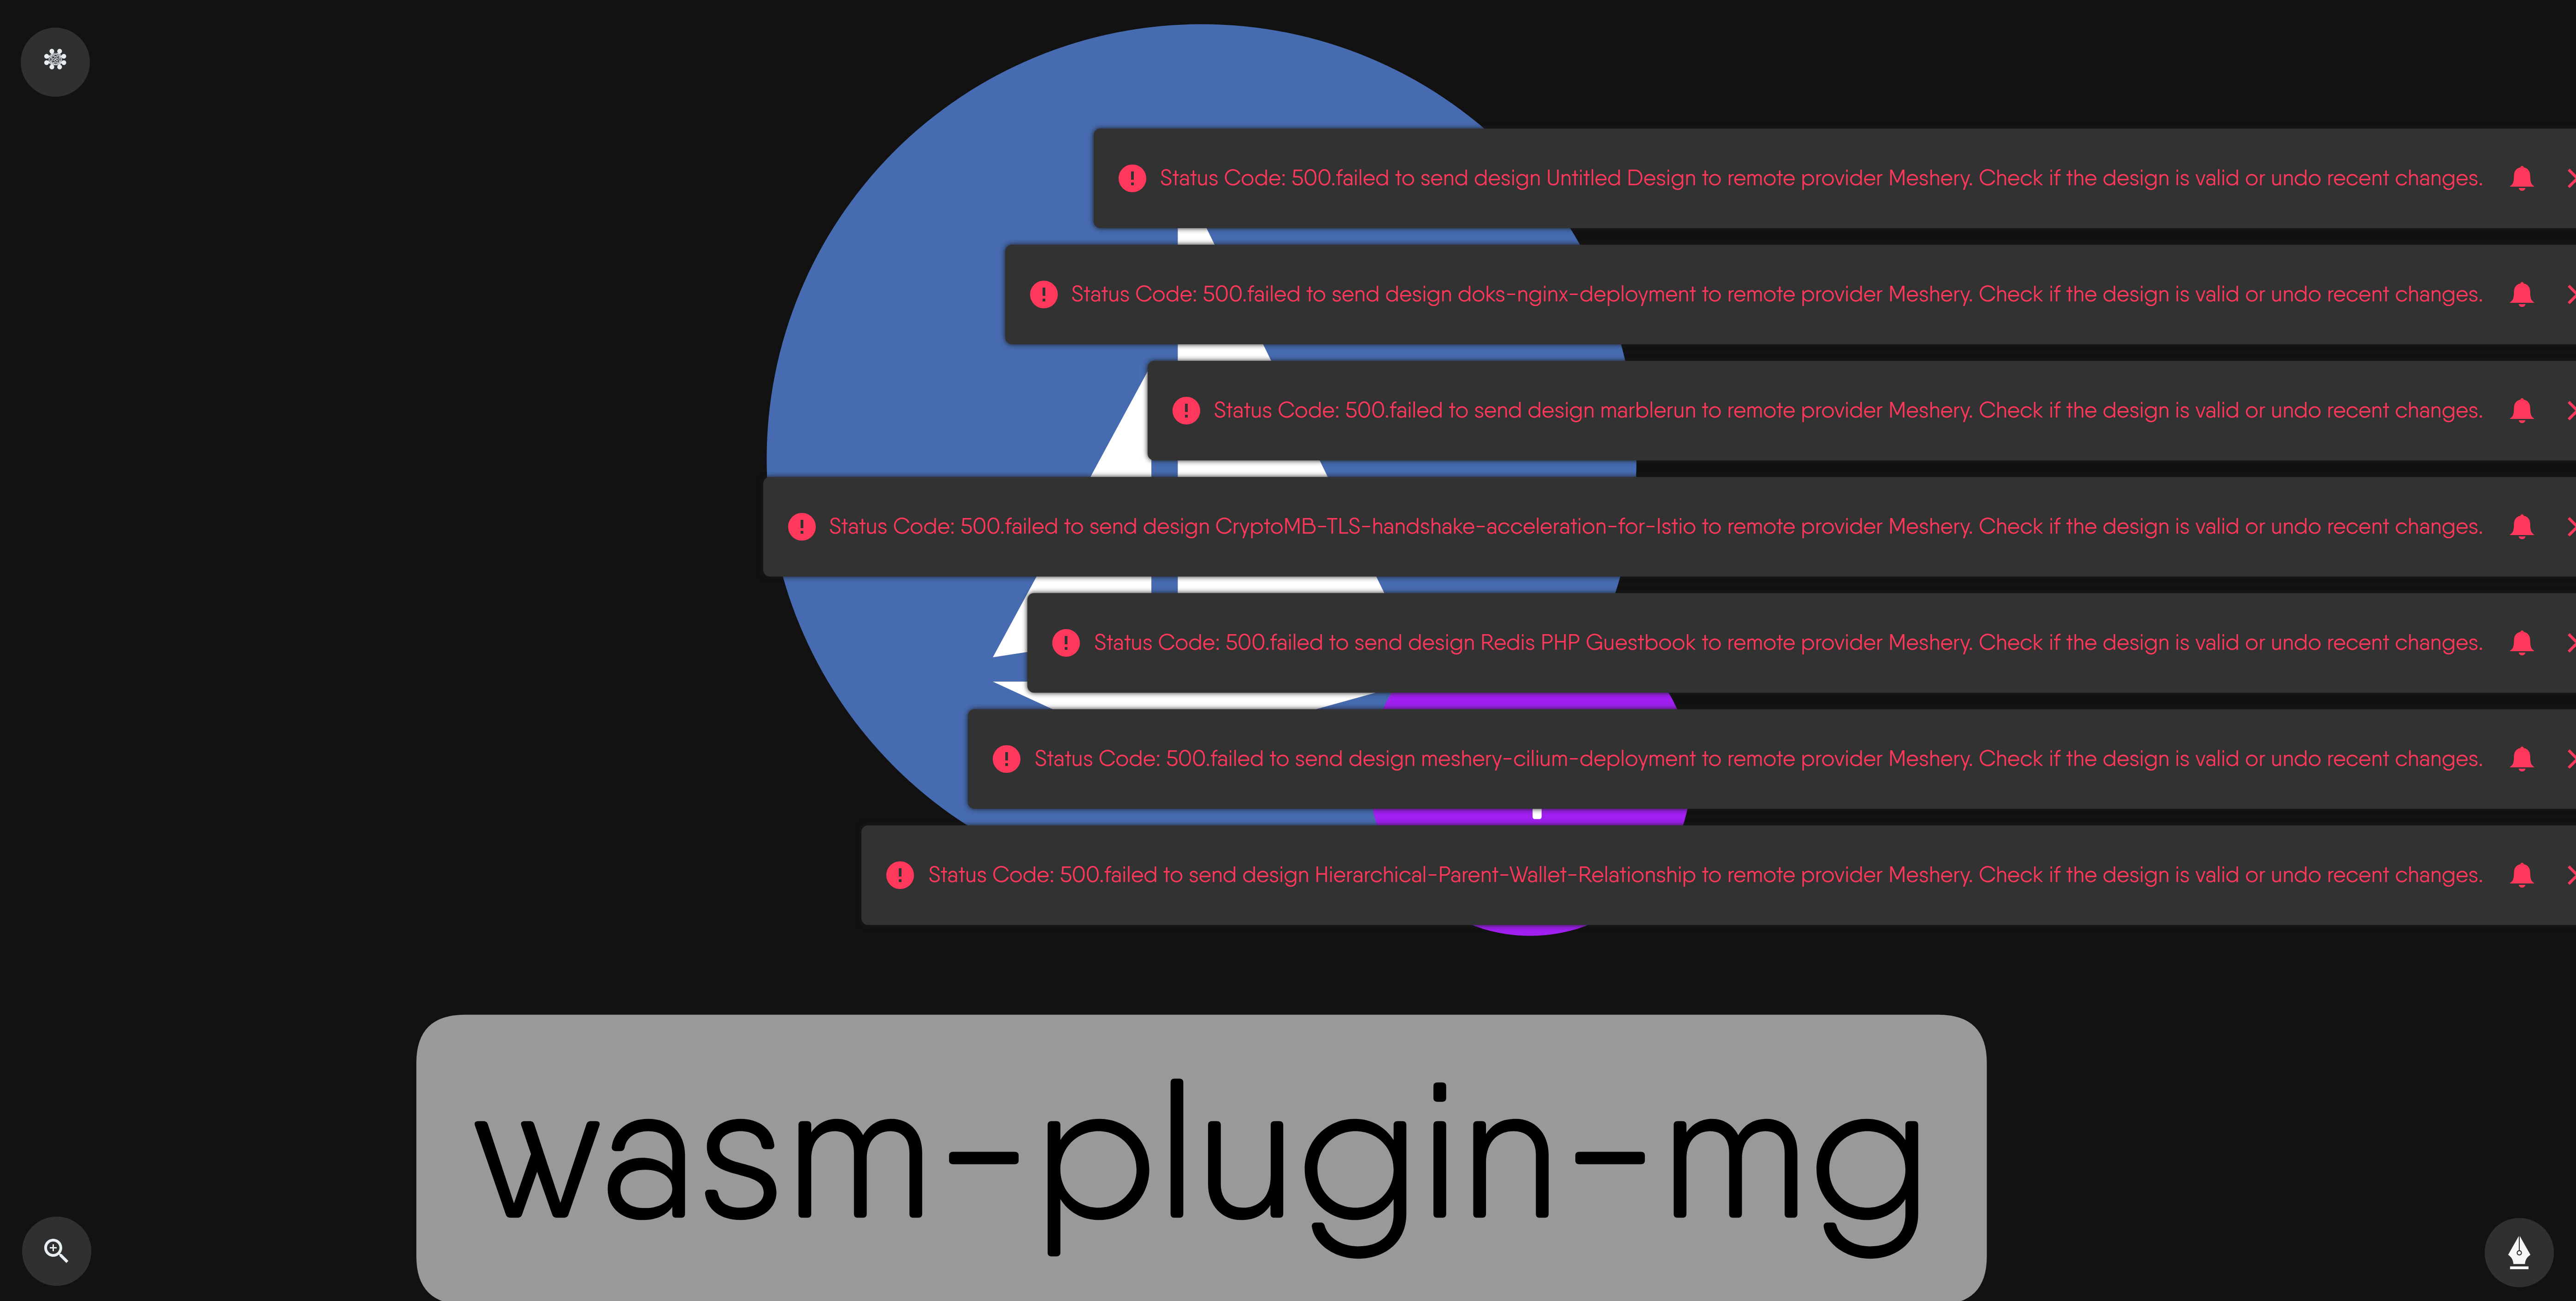 Status Code: 500.failed to send design Untitled Design to remote provider Meshery. Check if the design is valid or undo recent changes.
Status Code: 500.failed to send design doks-nginx-deployment to remote provider Meshery. Check if the design is valid or undo recent changes.
Status Code: 500.failed to send design marblerun to remote provider Meshery. Check if the design is valid or undo recent changes.
Status Code: 500.failed to send design CryptoMB-TLS-handshake-acceleration-for-Istio to remote provider Meshery. Check if the design is valid or undo recent changes.
Status Code: 500.failed to send design Redis PHP Guestbook to remote provider Meshery. Check if the design is valid or undo recent changes.
Status Code: 500.failed to send design meshery-cilium-deployment to remote provider Meshery. Check if the design is valid or undo recent changes.
Status Code: 500.failed to send design Hierarchical-Parent-Wallet-Relationship to remote provider Meshery. Check if the design is valid or undo recent changes.
wasm-plugin-mg